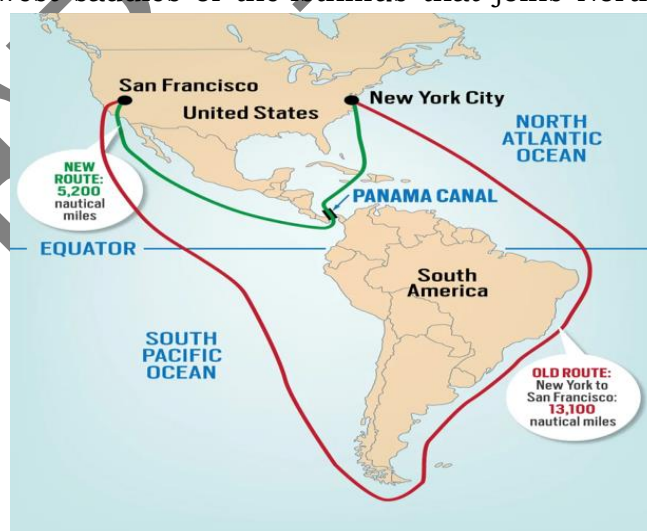 San Francisco
United States
New York City
NORTH
ATLANTIC
OCEAN
NEW
ROUTE:
5,200
nautical
miles
PANAMA CANAL
EQUATOR
South
America
SOUTH
PACIFIC
OCEAN
OLD ROUTE:
New York to
San Francisco:
13,100
nautical miles